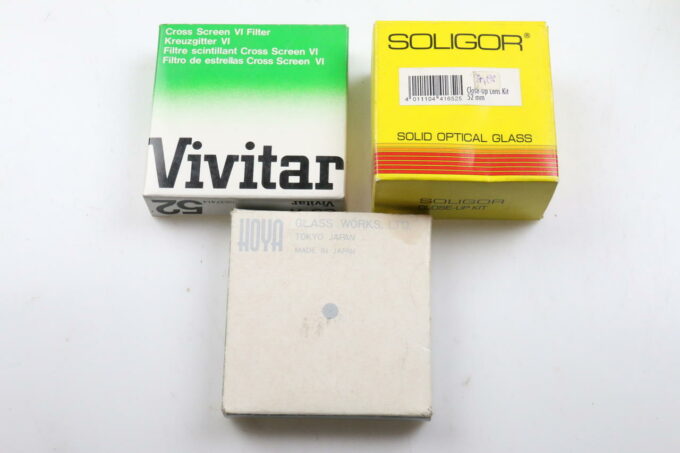 Cross Screen VI Filter
Kreuzgitter VI
Filtre scintillant Cross Screen VI
Filtro de estrellas Cross Screen VI
Vivitar
52
SOLIGOR®
4 011104 416525
Close-up Lens Kit
52 mm
SOLID OPTICAL GLASS
SOLIGOR
CLOSE-UP KIT
HOYA
GLASS WORKS, LTD.
TOKYO JAPAN
MADE IN JAPAN